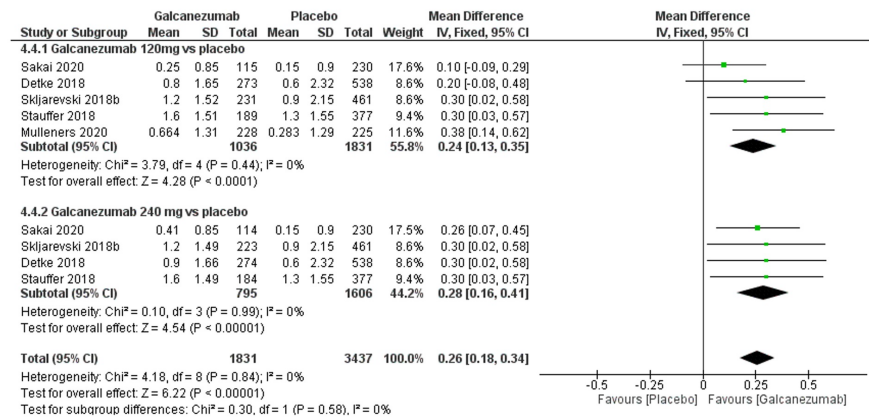 Galcanezumab Placebo Mean Difference Mean Difference
Study or Subgroup Mean SD Total Mean SD Total Weight IV, Fixed, 95% CI IV, Fixed, 95% CI
4.4.1 Galcanezumab 120mg vs placebo
Sakai 2020 0.25 0.85 115 0.15 0.9 230 17.6% 0.10 [-0.09, 0.29]
Detke 2018 0.8 1.65 273 0.6 2.32 538 8.6% 0.20 [-0.08, 0.48]
Skljarevski 2018b 1.2 1.52 231 0.9 2.15 461 8.6% 0.30 [0.02, 0.58]
Stauffer 2018 1.6 1.51 189 1.3 1.55 377 9.4% 0.30 [0.03, 0.57]
Mulleners 2020 0.664 1.31 228 0.283 1.29 225 11.6% 0.38 [0.14, 0.62]
Subtotal (95% CI) 1036 1831 55.8% 0.24 [0.13, 0.35]
Heterogeneity: Chi² = 3.79, df = 4 (P = 0.44); I² = 0%
Test for overall effect: Z = 4.28 (P < 0.0001)
4.4.2 Galcanezumab 240 mg vs placebo
Sakai 2020 0.41 0.85 114 0.15 0.9 230 17.5% 0.26 [0.07, 0.45]
Skljarevski 2018b 1.2 1.49 223 0.9 2.15 461 8.6% 0.30 [0.02, 0.58]
Detke 2018 0.9 1.66 274 0.6 2.32 538 8.6% 0.30 [0.02, 0.58]
Stauffer 2018 1.6 1.49 184 1.3 1.55 377 9.4% 0.30 [0.03, 0.57]
Subtotal (95% CI) 795 1606 44.2% 0.28 [0.16, 0.41]
Heterogeneity: Chi² = 0.10, df = 3 (P = 0.99); I² = 0%
Test for overall effect: Z = 4.54 (P < 0.00001)
Total (95% CI) 1831 3437 100.0% 0.26 [0.18, 0.34]
Heterogeneity: Chi² = 4.18, df = 8 (P = 0.84); I² = 0%
Test for overall effect: Z = 6.22 (P < 0.00001)
Test for subgroup differences: Chi² = 0.30, df = 1 (P = 0.58), I² = 0%
-0.5 -0.25 0 0.25 0.5
Favours [Placebo] Favours [Galcanezumab]